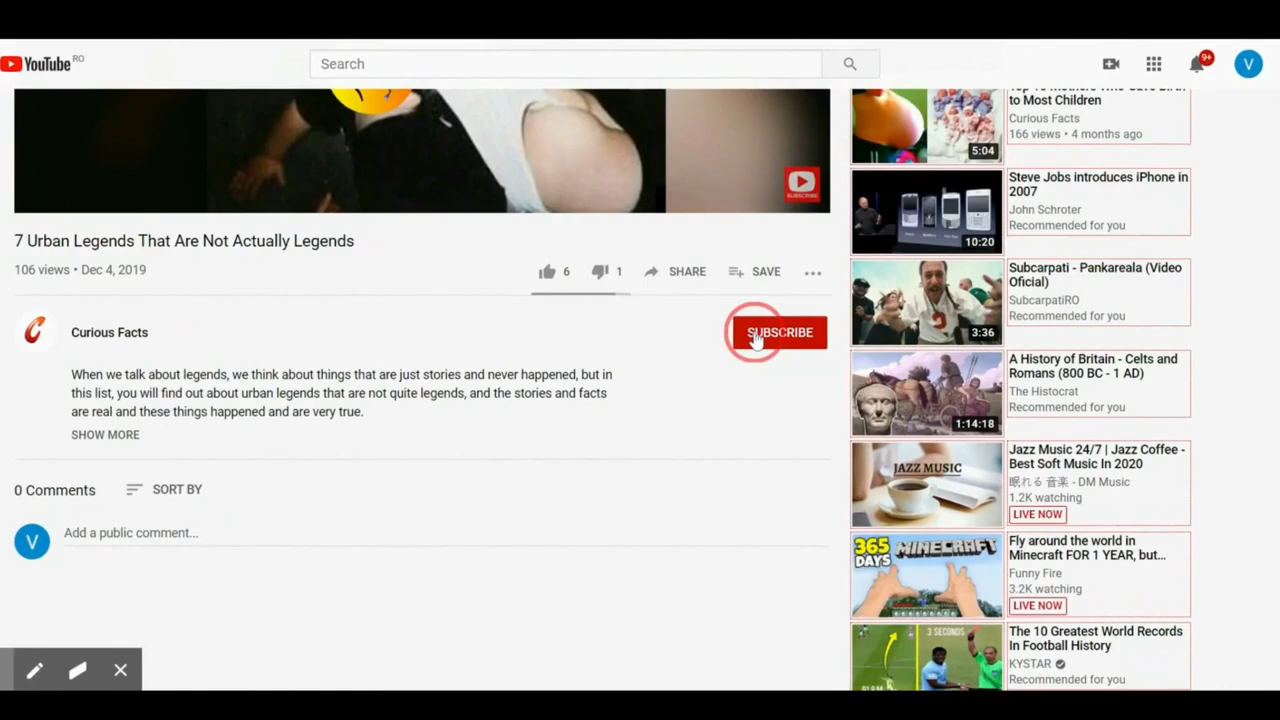 YouTube RO
Search
9+
V
SUBSCRIBE
7 Urban Legends That Are Not Actually Legends
106 views • Dec 4, 2019
6
1
SHARE
SAVE
Curious Facts
SUBSCRIBE
When we talk about legends, we think about things that are just stories and never happened, but in
this list, you will find out about urban legends that are not quite legends, and the stories and facts
are real and these things happened and are very true.
SHOW MORE
0 Comments
SORT BY
V
Add a public comment...
to Most Children
Curious Facts
166 views • 4 months ago
5:04
Steve Jobs introduces iPhone in
2007
John Schroter
Recommended for you
10:20
Subcarpati - Pankareala (Video
Oficial)
SubcarpatiRO
Recommended for you
3:36
A History of Britain - Celts and
Romans (800 BC - 1 AD)
The Histocrat
Recommended for you
1:14:18
JAZZ MUSIC
Jazz Music 24/7 | Jazz Coffee -
Best Soft Music In 2020
眠れる 音楽 - DM Music
1.2K watching
LIVE NOW
365
DAYS
MINECRAFT
Fly around the world in
Minecraft FOR 1 YEAR, but...
Funny Fire
3.2K watching
LIVE NOW
3 SECONDS
The 10 Greatest World Records
In Football History
KYSTAR
Recommended for you